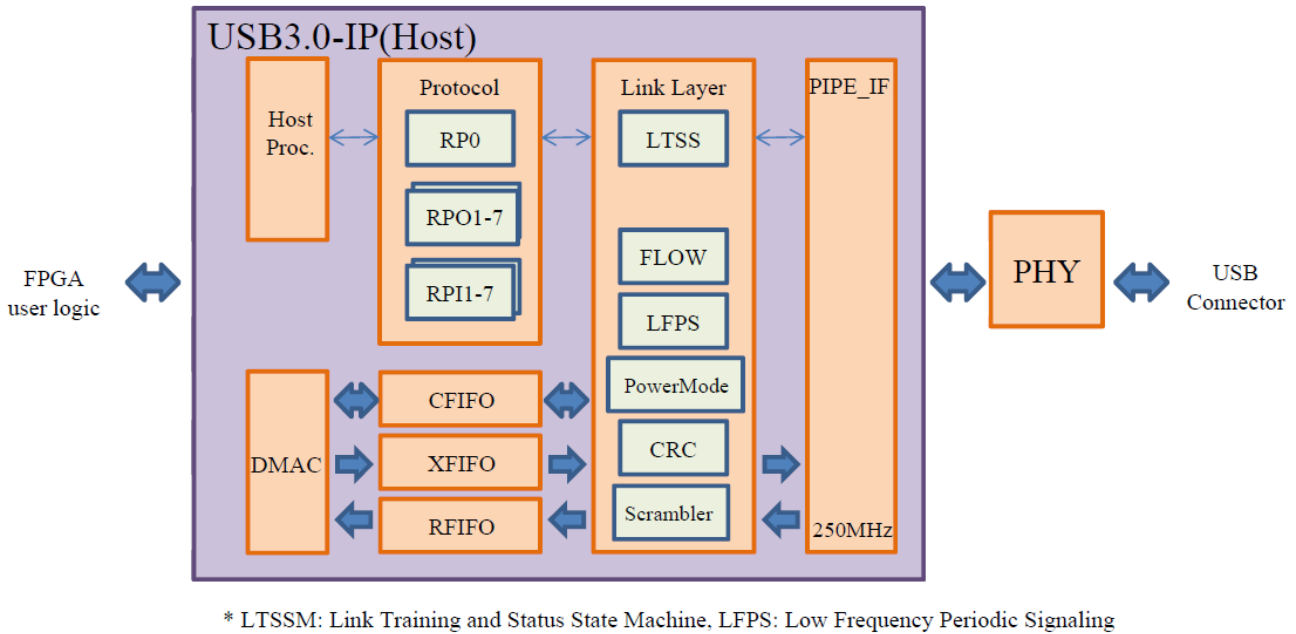 USB3.0-IP(Host)
Host
Proc.
Protocol
RP0
RPO1-7
RPI1-7
Link Layer
LTSS
FLOW
LFPS
PowerMode
CRC
Scrambler
PIPE_IF
250MHz
FPGA
user logic
DMAC
CFIFO
XFIFO
RFIFO
PHY
USB
Connector
* LTSSM: Link Training and Status State Machine, LFPS: Low Frequency Periodic Signaling